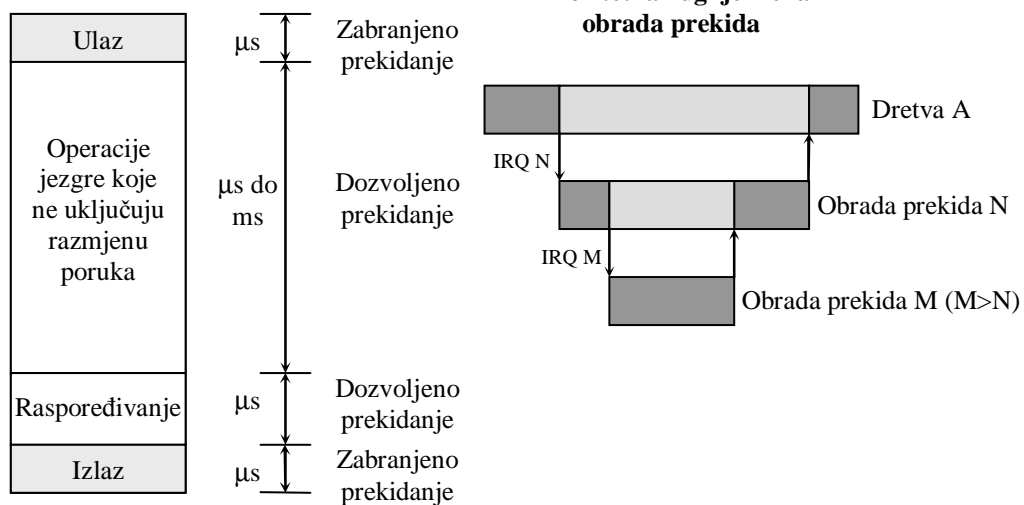 obrada prekida
Ulaz
μs
Zabranjeno
prekidanje
Operacije
jezgre koje
ne uključuju
razmjenu
poruka
μs do
ms
Dozvoljeno
prekidanje
Raspoređivanje
μs
Dozvoljeno
prekidanje
Izlaz
μs
Zabranjeno
prekidanje
Dretva A
IRQ N
Obrada prekida N
IRQ M
Obrada prekida M (M>N)